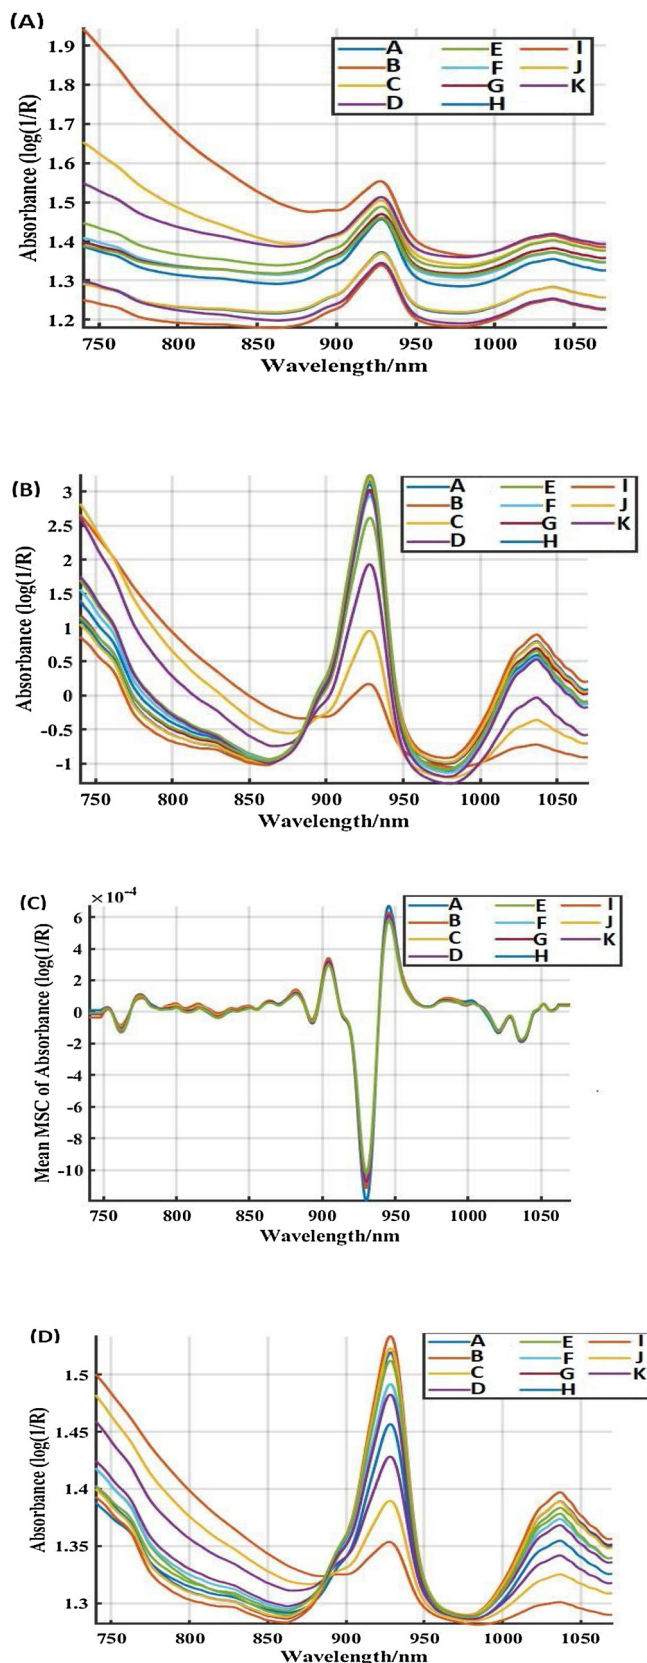 (A)
Absorbance (log(1/R)
1.9
1.8
1.7
1.6
1.5
1.4
1.3
1.2
A E I
B F J
C G K
D H
750 800 850 900 950 1000 1050
Wavelength/nm
(B)
Absorbance (log(1/R)
3
2.5
2
1.5
1
0.5
0
-0.5
-1
A E I
B F J
C G K
D H
750 800 850 900 950 1000 1050
Wavelength/nm
(C)
×10⁻⁴
Mean MSC of Absorbance (log(1/R)
6
4
2
0
-2
-4
-6
-8
-10
A E I
B F J
C G K
D H
750 800 850 900 950 1000 1050
Wavelength/nm
(D)
Absorbance (log(1/R)
1.5
1.45
1.4
1.35
1.3
A E I
B F J
C G K
D H
750 800 850 900 950 1000 1050
Wavelength/nm